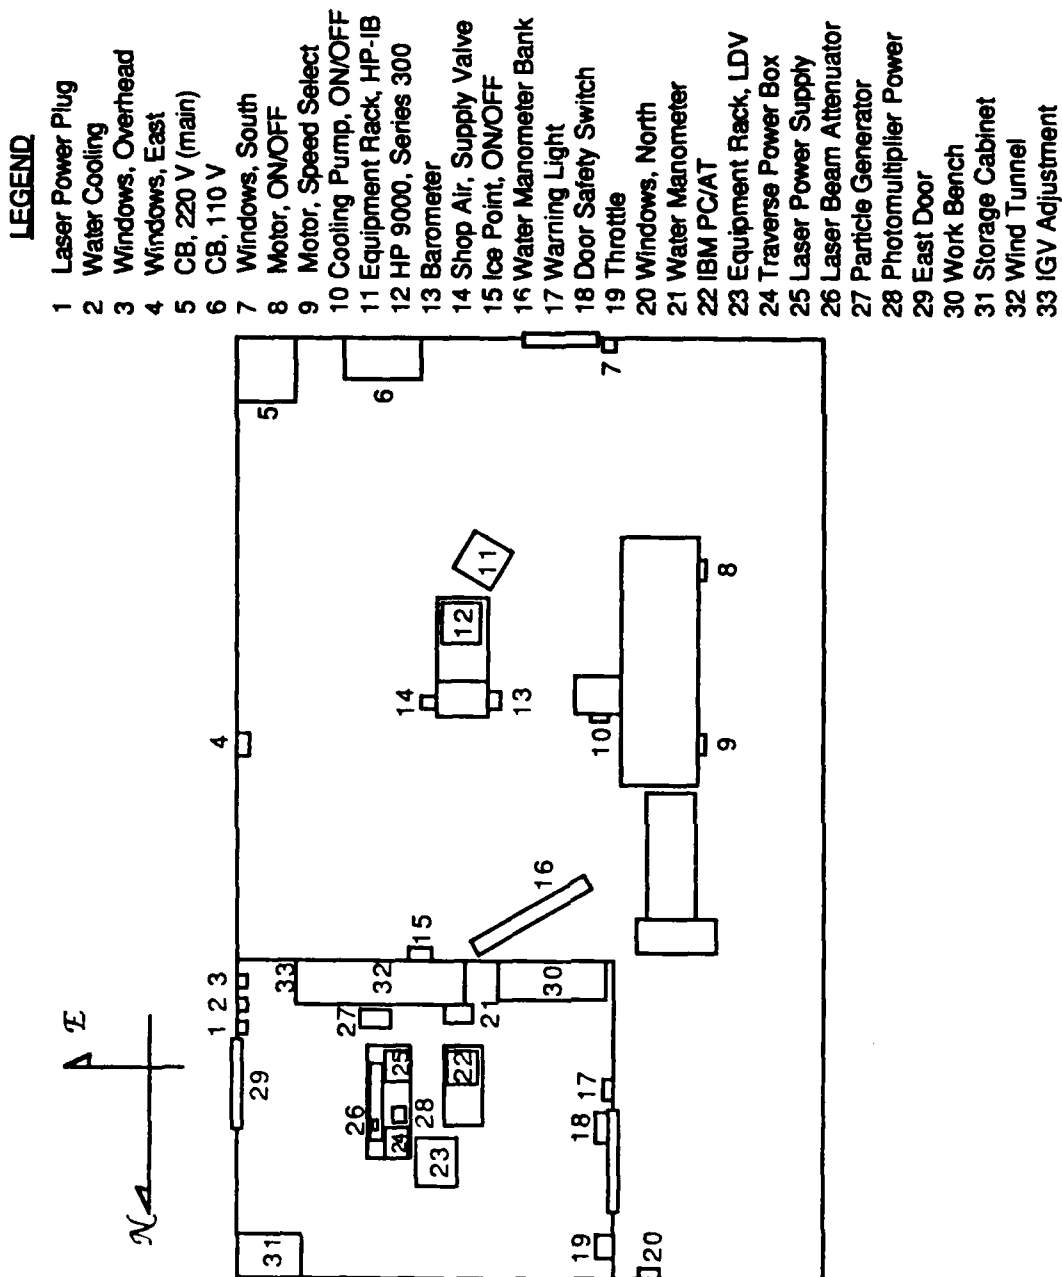 LEGEND
1 Laser Power Plug
2 Water Cooling
3 Windows, Overhead
4 Windows, East
5 CB, 220 V (main)
6 CB, 110 V
7 Windows, South
8 Motor, ON/OFF
9 Motor, Speed Select
10 Cooling Pump, ON/OFF
11 Equipment Rack, HP-IB
12 HP 9000, Series 300
13 Barometer
14 Shop Air, Supply Valve
15 Ice Point, ON/OFF
16 Water Manometer Bank
17 Warning Light
18 Door Safety Switch
19 Throttle
20 Windows, North
21 Water Manometer
22 IBM PC/AT
23 Equipment Rack, LDV
24 Traverse Power Box
25 Laser Power Supply
26 Laser Beam Attenuator
27 Particle Generator
28 Photomultiplier Power
29 East Door
30 Work Bench
31 Storage Cabinet
32 Wind Tunnel
33 IGV Adjustment
5
6
7
11
12
8
14
13
4
10
9
16
15
1 2 3
33
32
30
27
21
E
29
25
22
26
28
24
17
18
23
N
31
19
20